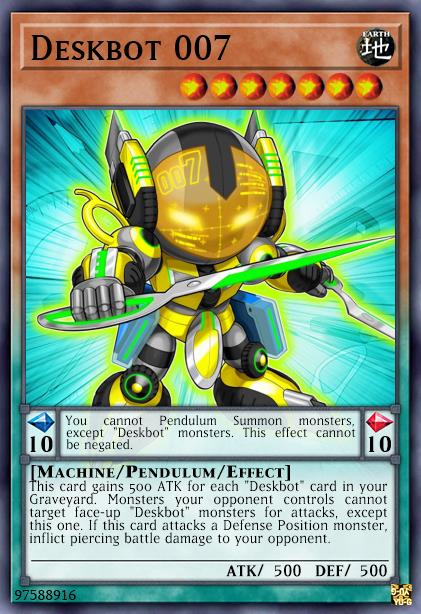 Deskbot 007
EARTH
地
007
You cannot Pendulum Summon monsters,
except "Deskbot" monsters. This effect cannot
be negated.
10
10
[Machine/Pendulum/Effect]
This card gains 500 ATK for each "Deskbot" card in your
Graveyard. Monsters your opponent controls cannot
target face-up "Deskbot" monsters for attacks, except
this one. If this card attacks a Defense Position monster,
inflict piercing battle damage to your opponent.
ATK/ 500 DEF/ 500
97588916